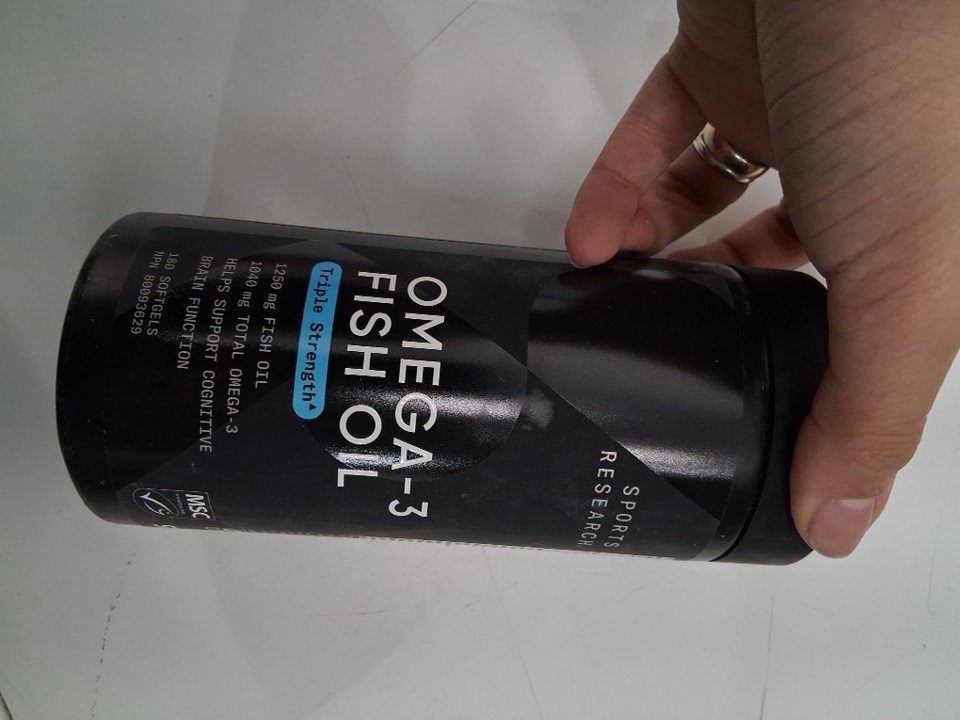 SPORTS
RESEARCH
OMEGA-3
FISH OIL
Triple Strength
1250 mg FISH OIL
1040 mg TOTAL OMEGA-3
HELPS SUPPORT COGNITIVE
BRAIN FUNCTION
180 SOFTGELS
NPN 80093629
MSC